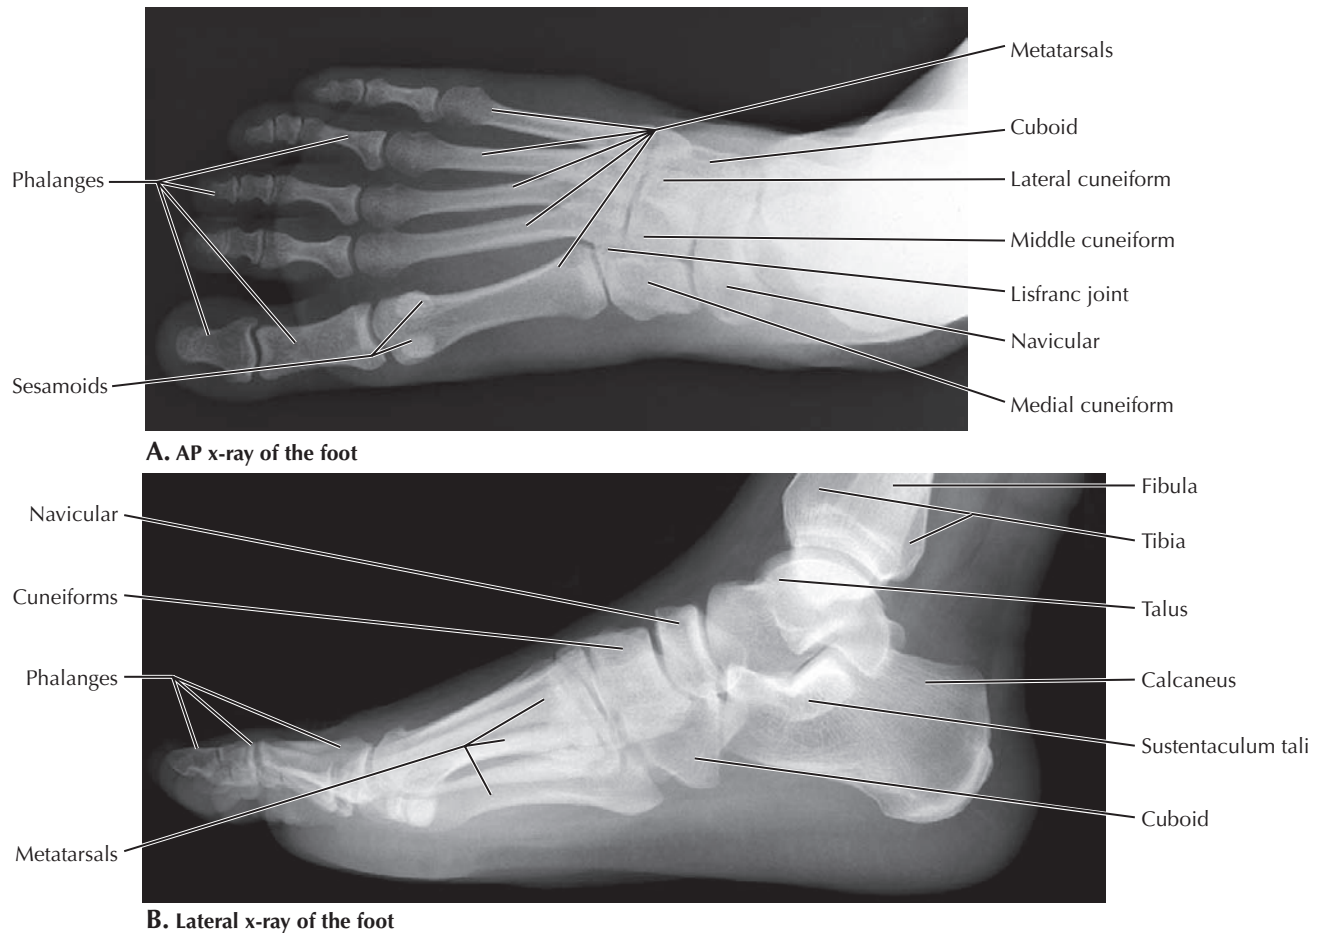 Metatarsals
Cuboid
Phalanges
Lateral cuneiform
Middle cuneiform
Lisfranc joint
Navicular
Sesamoids
Medial cuneiform
A. AP x-ray of the foot
Fibula
Navicular
Tibia
Cuneiforms
Talus
Phalanges
Calcaneus
Sustentaculum tali
Cuboid
Metatarsals
B. Lateral x-ray of the foot